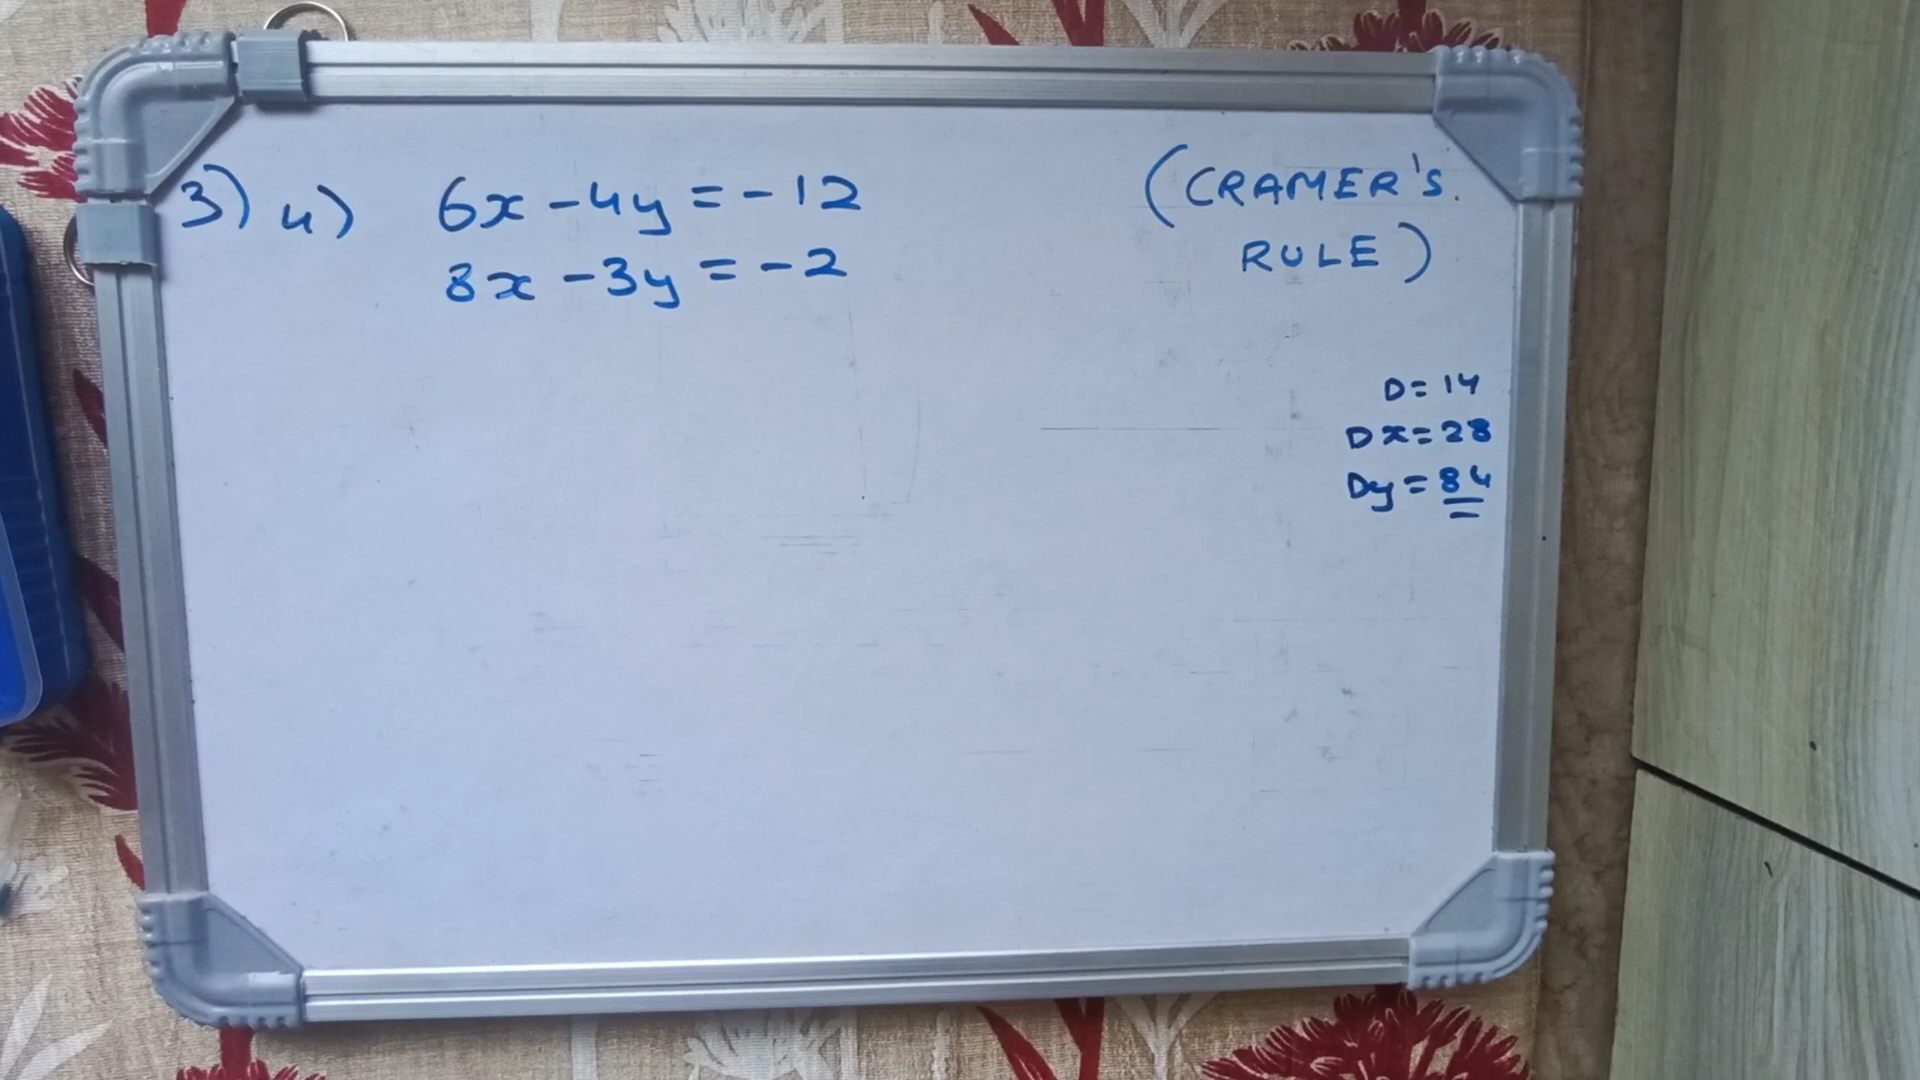 3) 4) 6x - 4y = -12
8x - 3y = -2
(CRAMER'S.
RULE)
D = 14
Dx = 28
Dy = 84